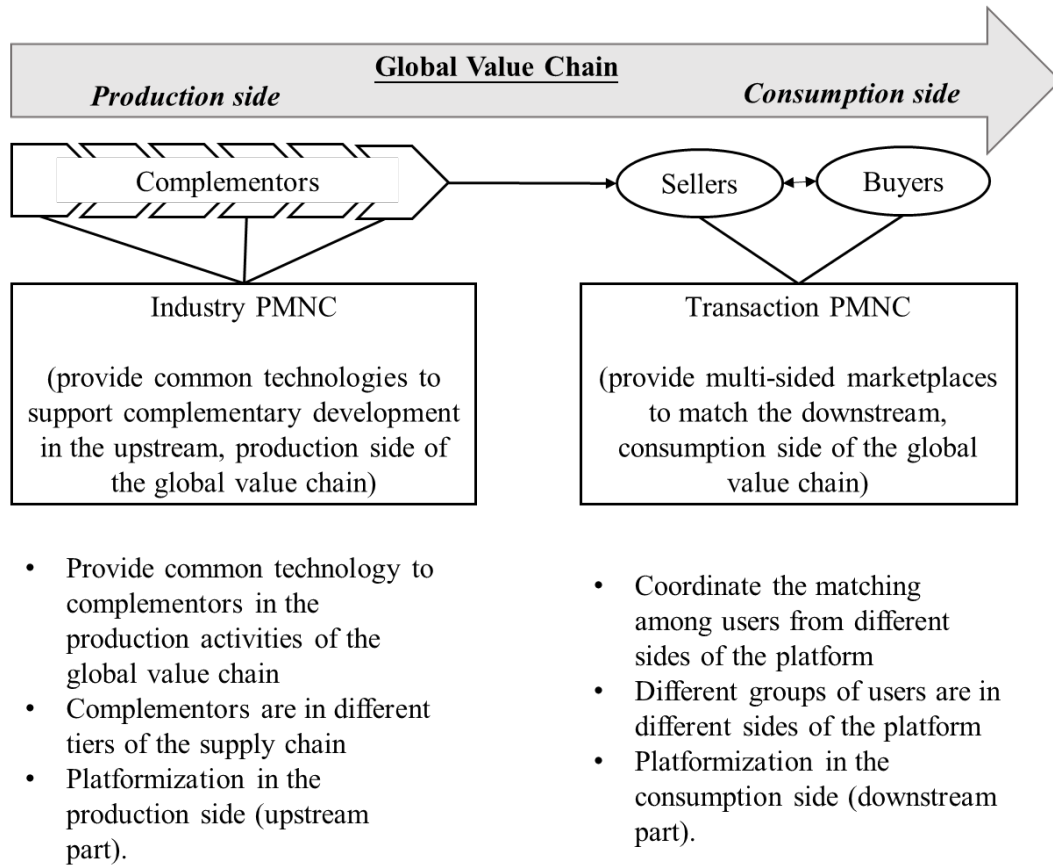 Global Value Chain
Production side
Consumption side
Complementors
Sellers
Buyers
Industry PMNC
(provide common technologies to
support complementary development
in the upstream, production side of
the global value chain)
Transaction PMNC
(provide multi-sided marketplaces
to match the downstream,
consumption side of the global
value chain)
• Provide common technology to
complementors in the
production activities of the
global value chain
• Complementors are in different
tiers of the supply chain
• Platformization in the
production side (upstream
part).
• Coordinate the matching
among users from different
sides of the platform
• Different groups of users are in
different sides of the platform
• Platformization in the
consumption side (downstream
part).